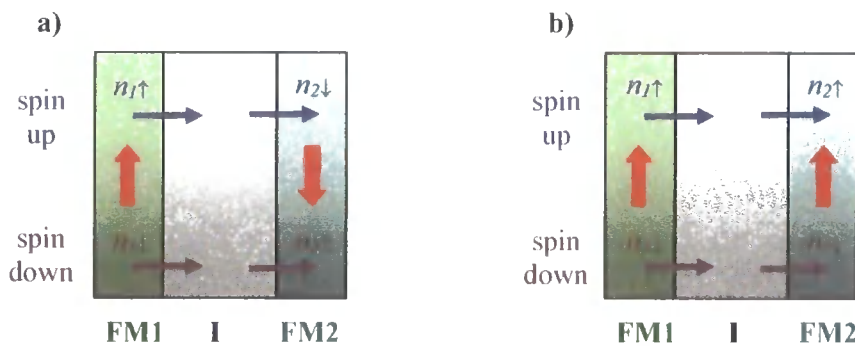 a)
spin up
n₁↑
n₂↓
spin down
FM1 I FM2
b)
spin up
n₁↑
n₂↑
spin down
FM1 I FM2